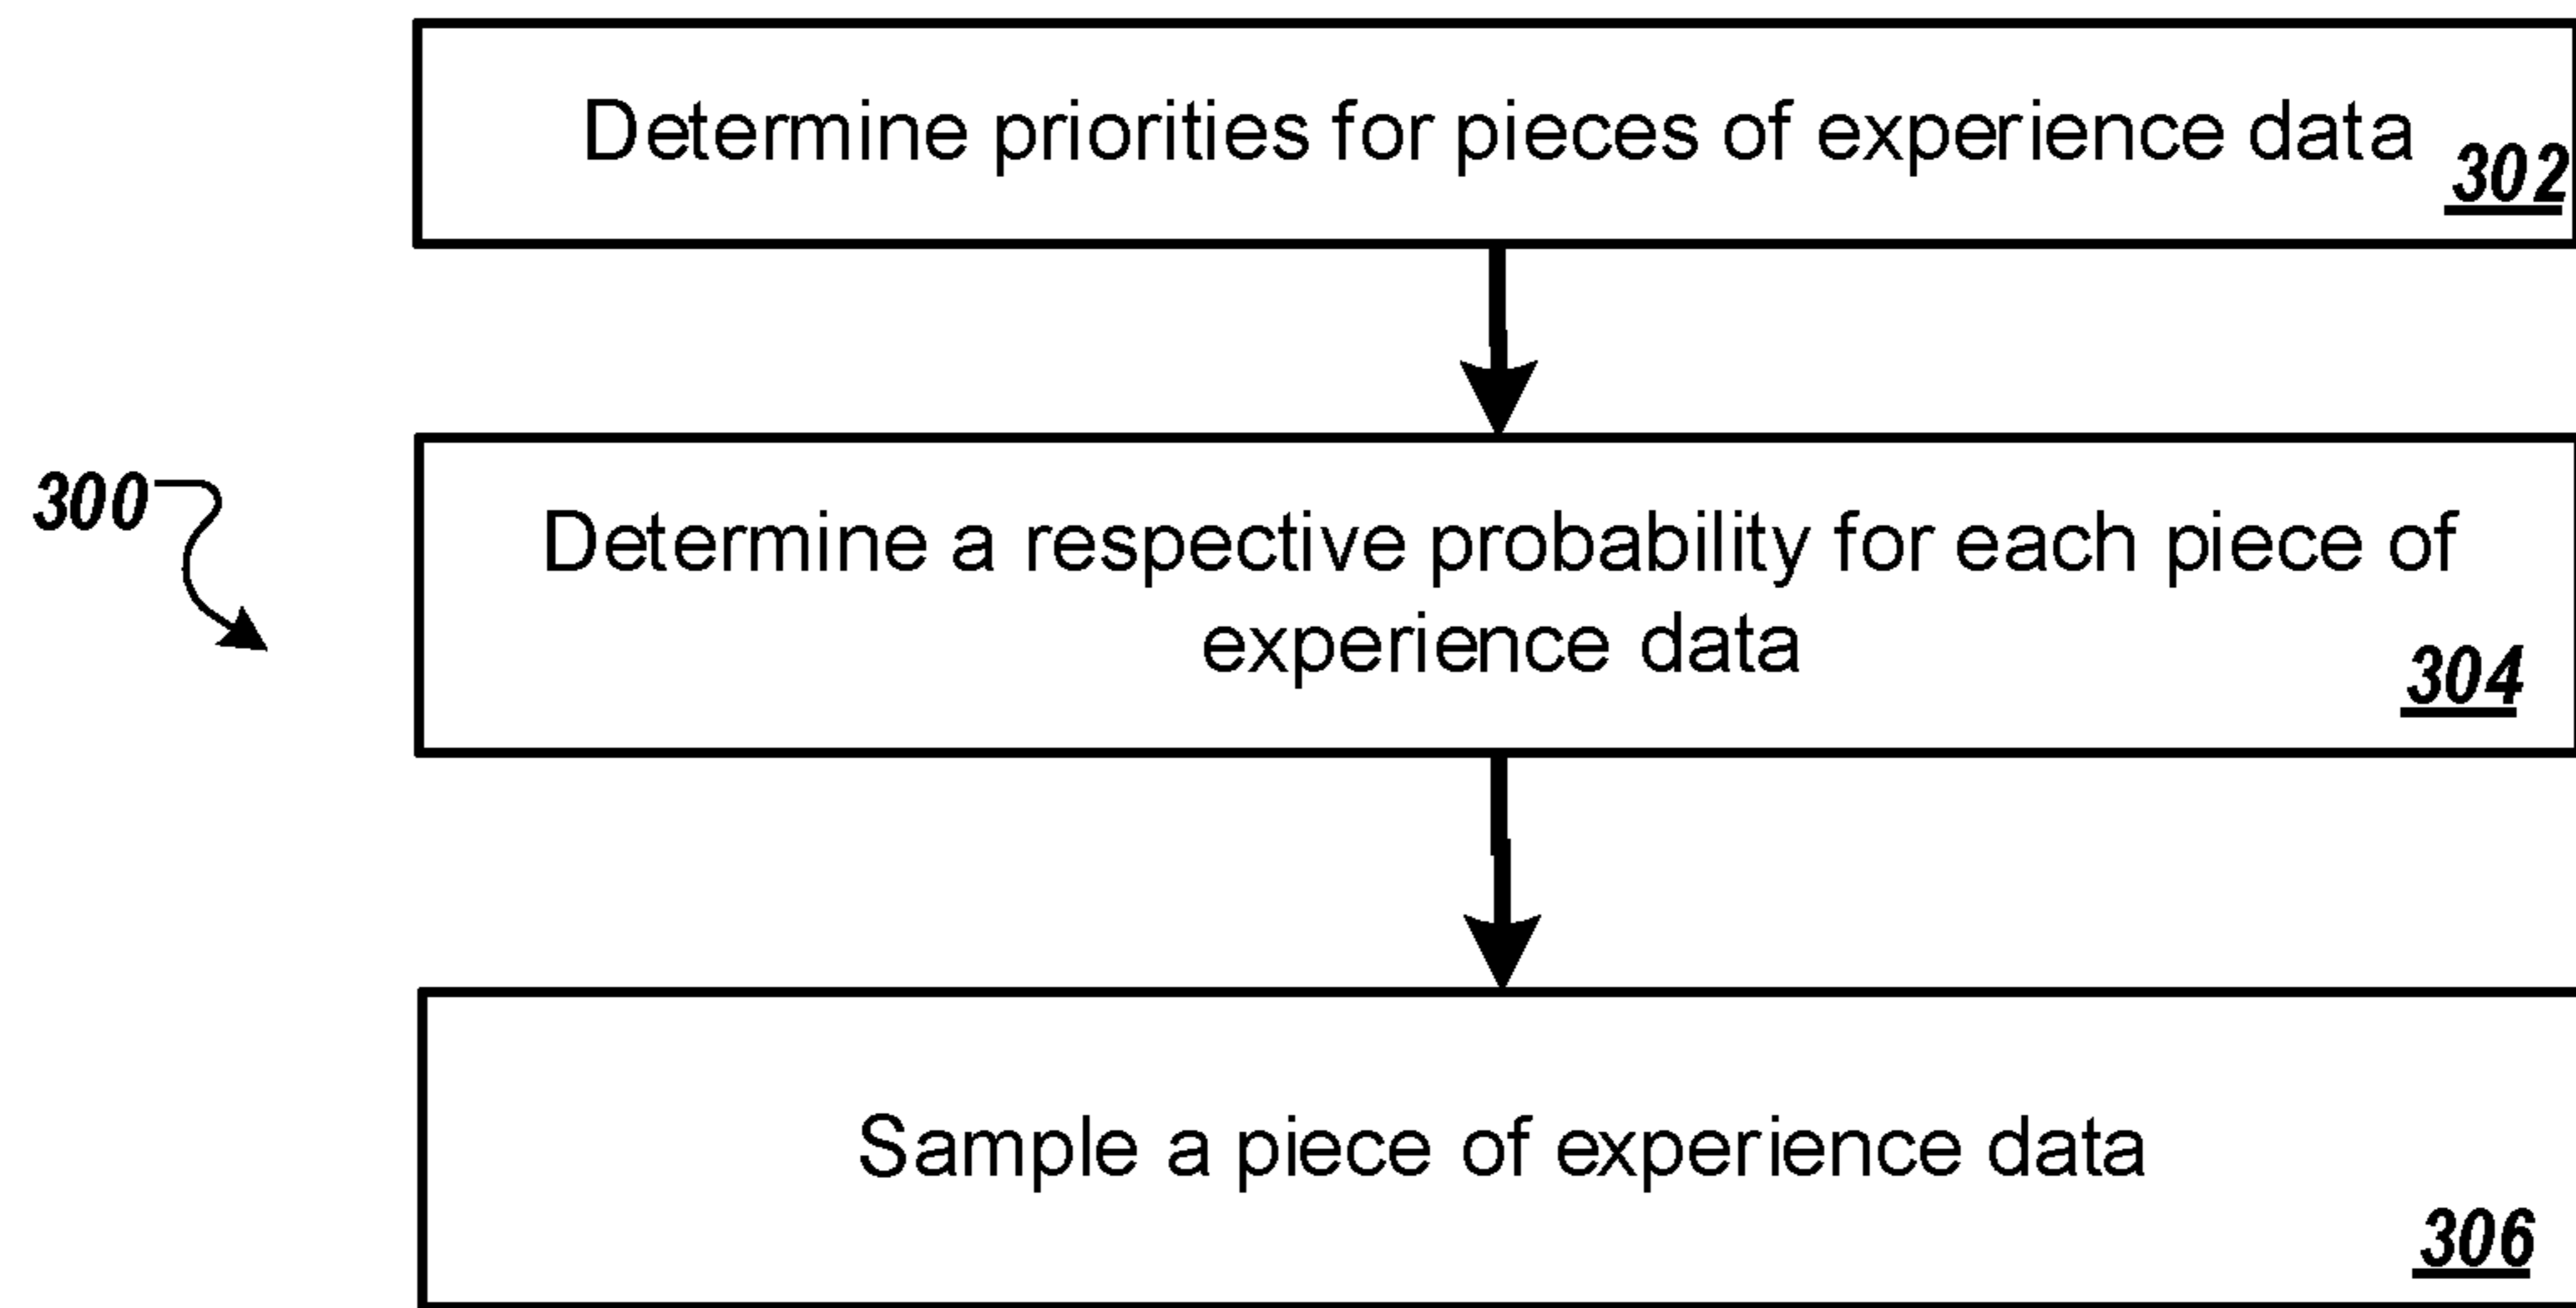 Determine priorities for pieces of experience data
302
300
Determine a respective probability for each piece of
experience data
304
Sample a piece of experience data
306